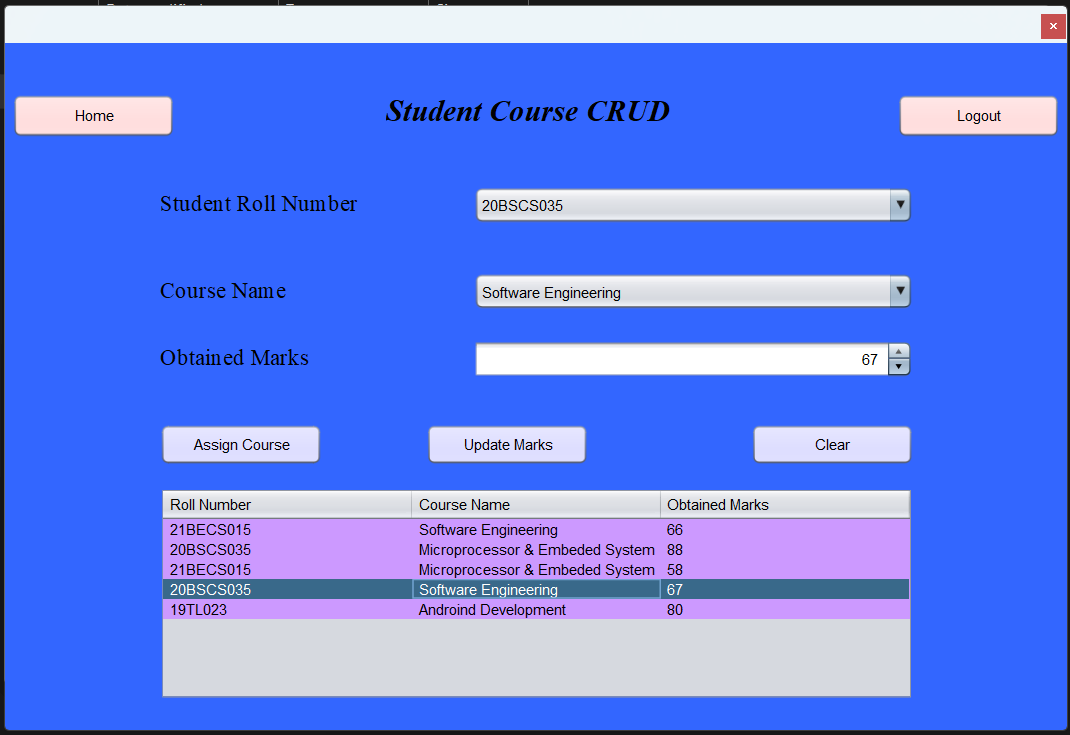 ×
Home
Student Course CRUD
Logout
Student Roll Number
20BSCS035
Course Name
Software Engineering
Obtained Marks
67
Assign Course
Update Marks
Clear
Roll Number Course Name Obtained Marks
21BECS015 Software Engineering 66
20BSCS035 Microprocessor & Embeded System 88
21BECS015 Microprocessor & Embeded System 58
20BSCS035 Software Engineering 67
19TL023 Androind Development 80